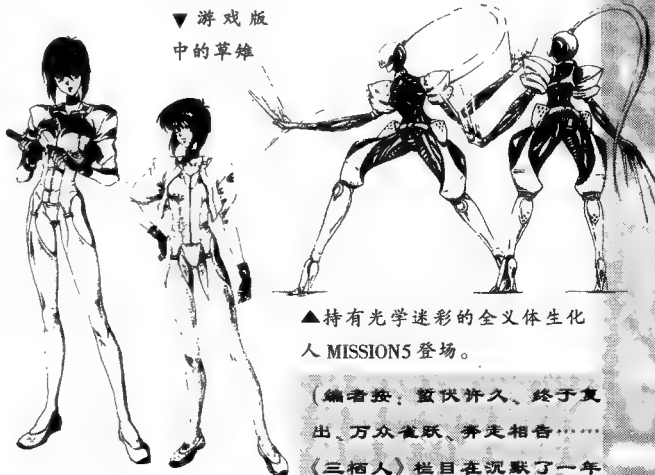 ▼ 游戏版
中的草雉
▲持有光学迷彩的全义体生化
人 MISSION5 登场。
(编者按：蛰伏许久、终于复
出、万众雀跃、奔走相告……
《三栖人》栏目在沉默了一年